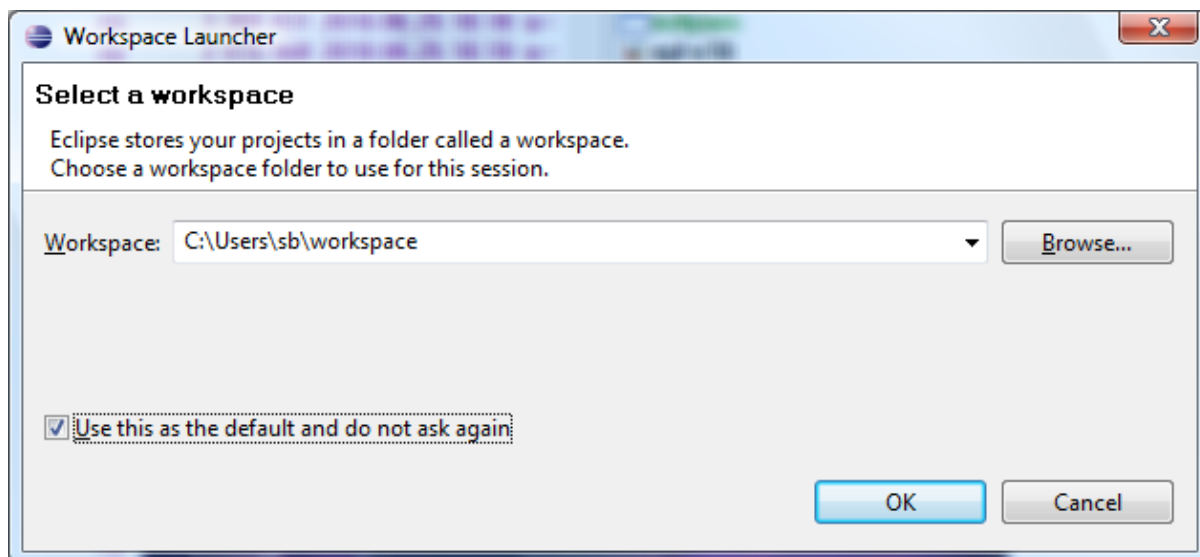 Workspace Launcher
Select a workspace
Eclipse stores your projects in a folder called a workspace.
Choose a workspace folder to use for this session.
Workspace: C:\Users\sb\workspace Browse...
Use this as the default and do not ask again
OK Cancel